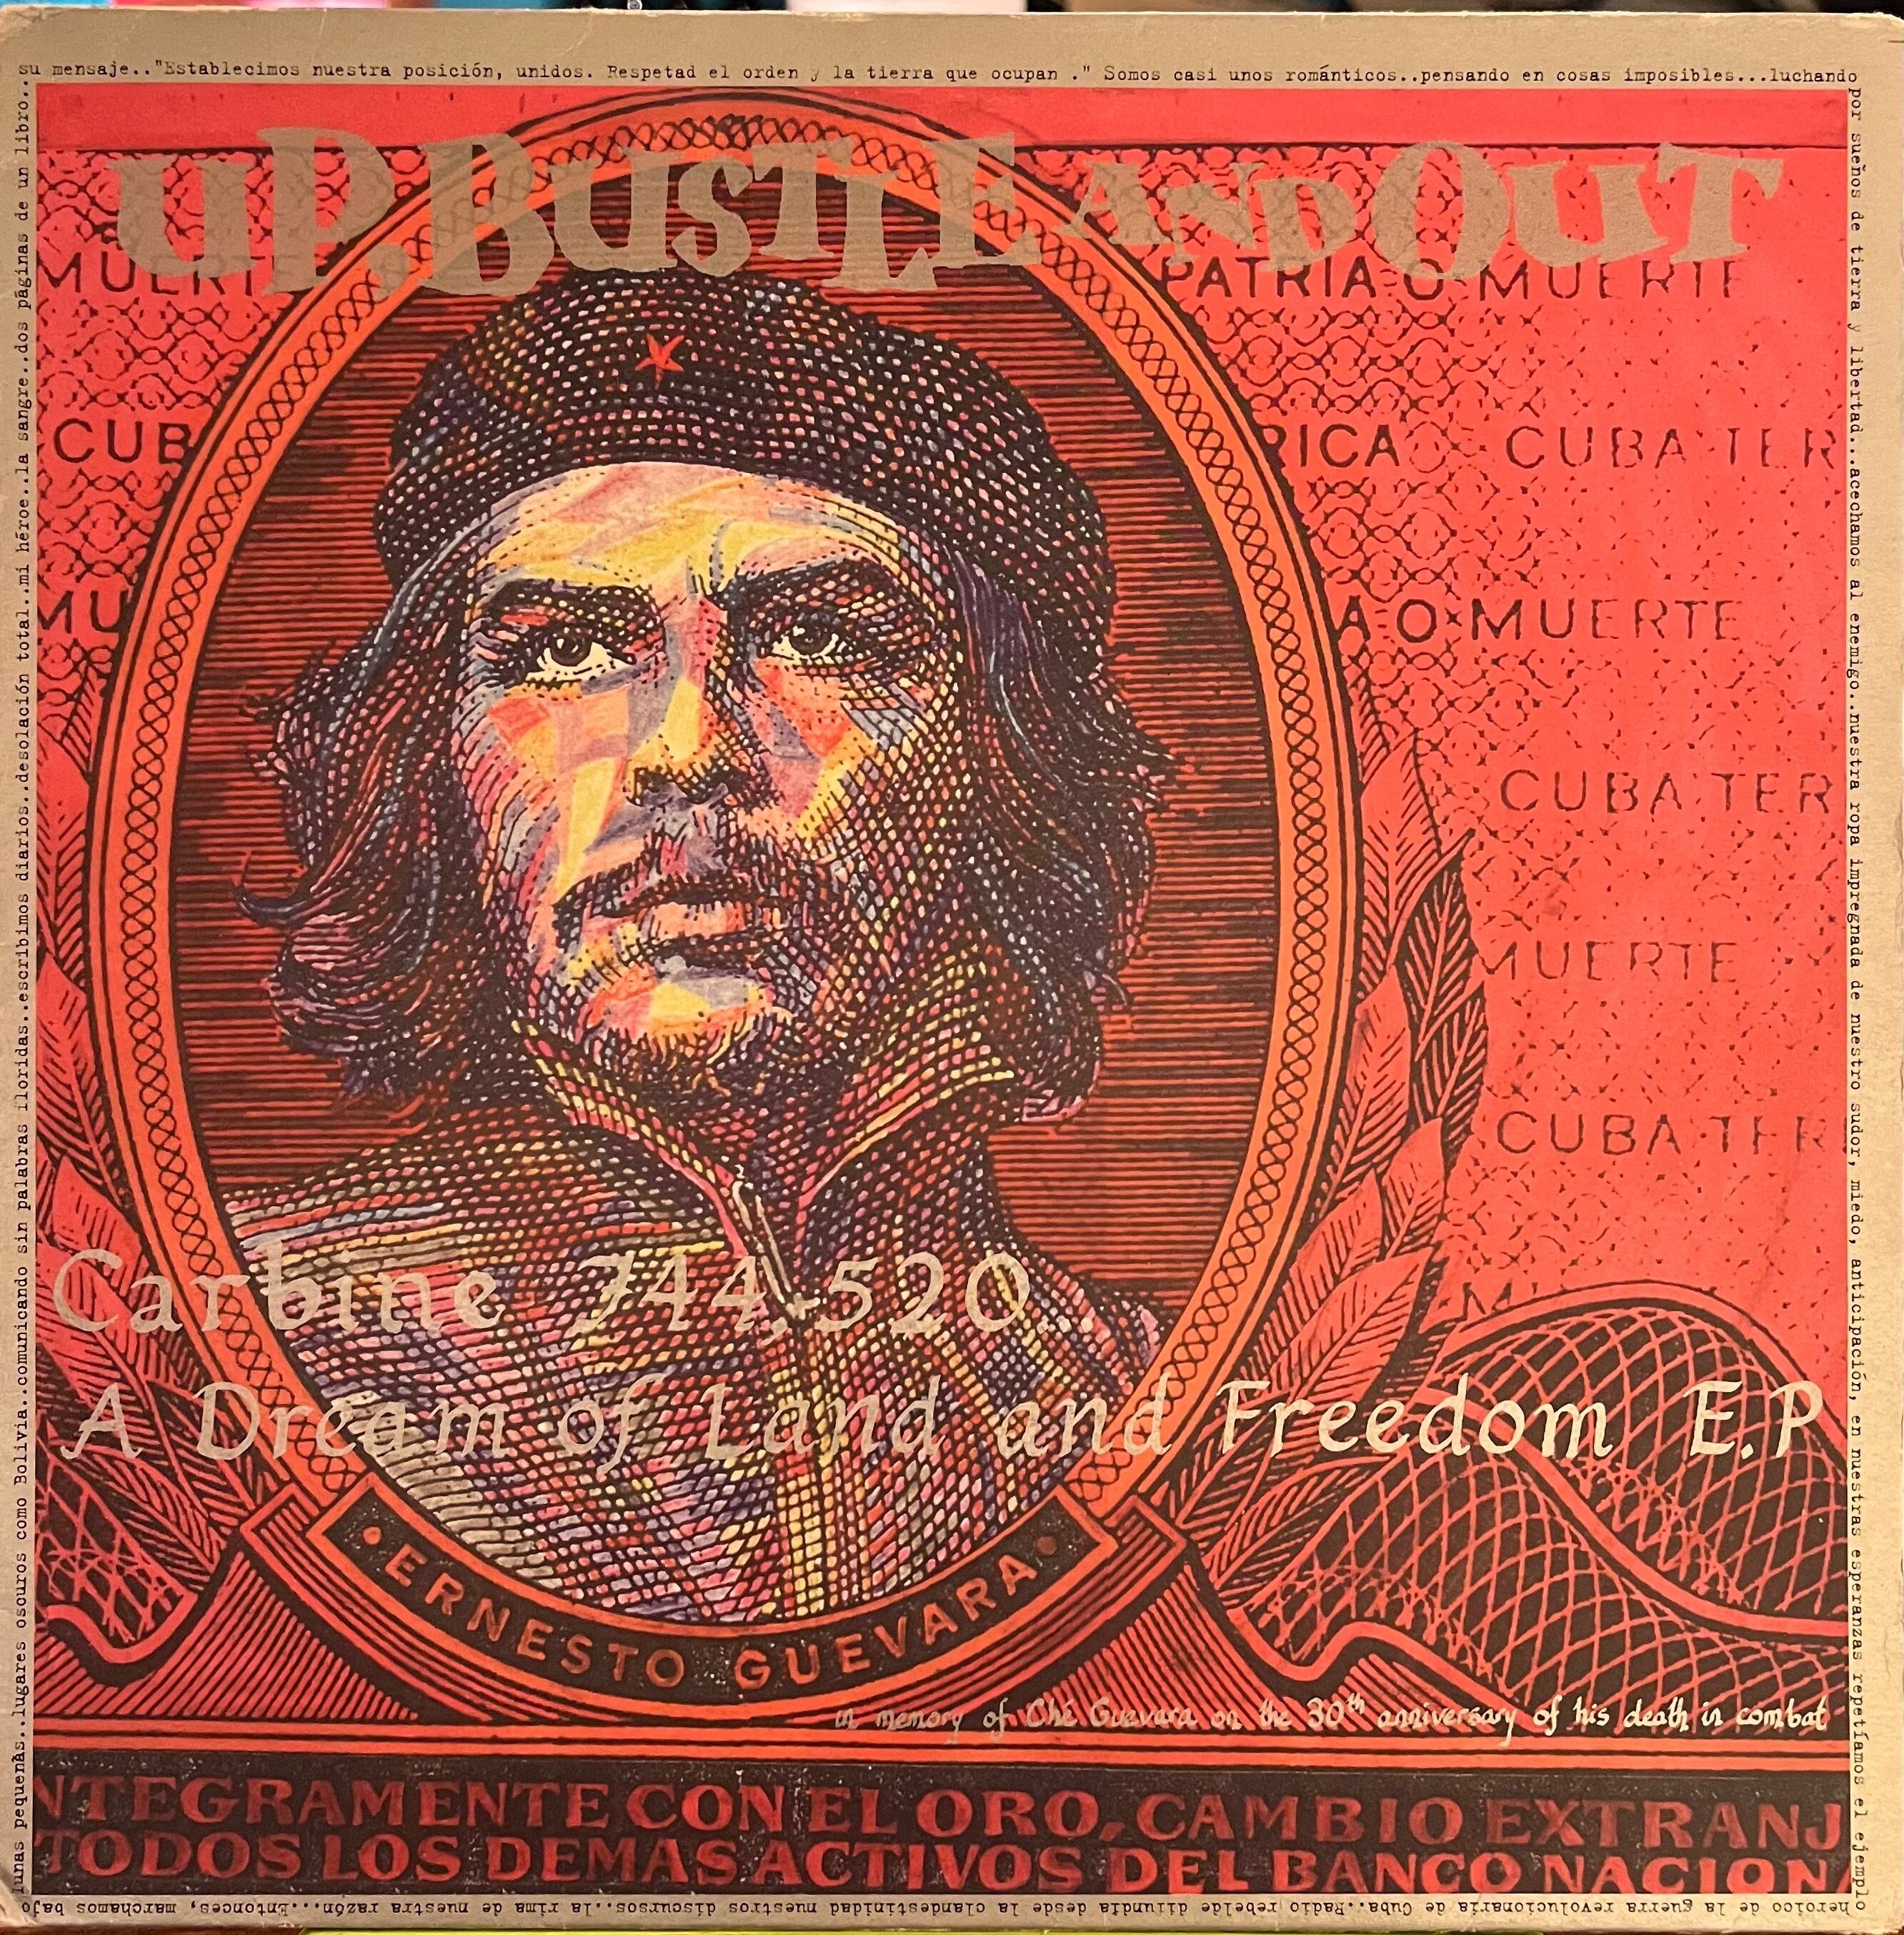 su mensaje.."Establecimos nuestra posición, unidos. Respetad el orden y la tierra que ocupan ." Somos casi unos románticos..pensando en cosas imposibles...luchando
por sueños de tierra y libertad...acechamos al enemigo..nuestra ropa impregnada de nuestro sudor, miedo, anticipación, en nuestras esperanzas repetíamos el ejemplo
heroico de la guerra revolucionaria de Cuba..Radio rebelde difundía desde la clandestinidad nuestros discursos...la rima de nuestra razón....Entonces, marchamos bajo
lunas pequeñas..lugares oscuros como Bolivia..comunicando sin palabras floridas..escribimos diarios..desolación total..mi héroe..la sangre..dos páginas de un libro..
UP, BUSTLE AND OUT
MUERTE
PATRIA O MUERTE
CUB
RICA CUBA TER
MU
A O MUERTE
CUBA TER
MUERTE
CUBA TER
Carbine 744,520...
A Dream of Land and Freedom E.P
ERNESTO GUEVARA
in memory of Ché Guevara on the 30th anniversary of his death in combat
NTEGRAMENTE CON EL ORO, CAMBIO EXTRANJ
TODOS LOS DEMAS ACTIVOS DEL BANCO NACION